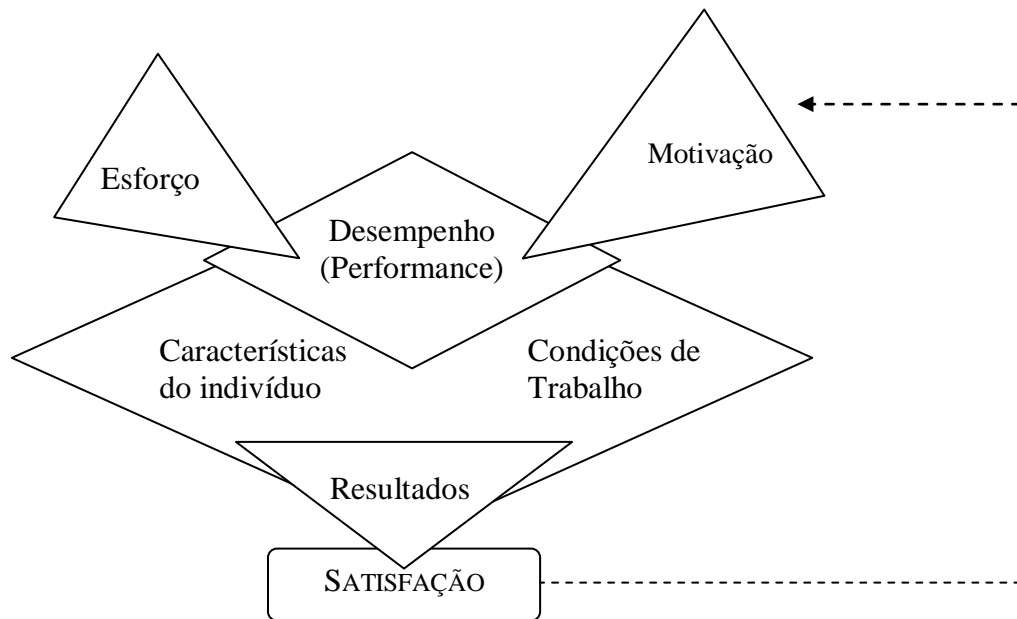 Motivação
Esforço
Desempenho
(Performance)
Características
do indivíduo
Condições de
Trabalho
Resultados
SATISFAÇÃO